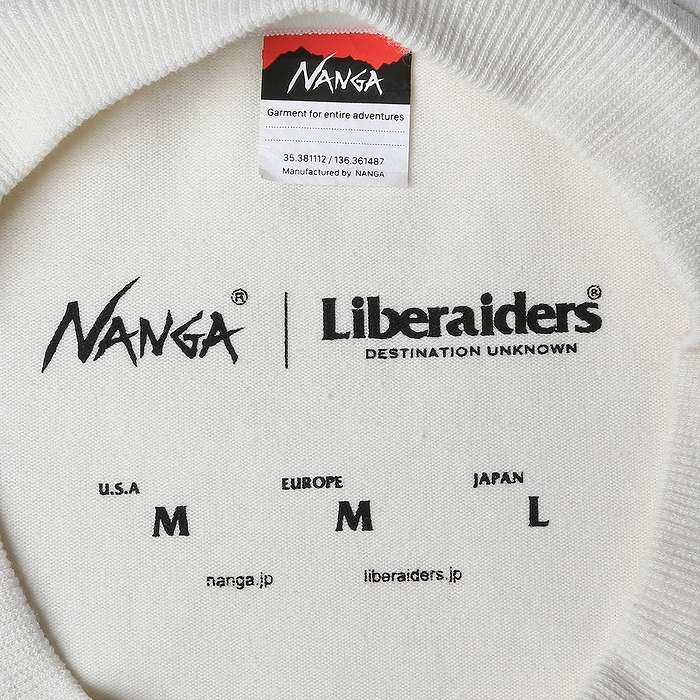 NANGA
Garment for entire adventures
35.381112 / 136.361487
Manufactured by NANGA
NANGA® | Liberaiders®
DESTINATION UNKNOWN
U.S.A EUROPE JAPAN
M M L
nanga.jp liberaiders.jp